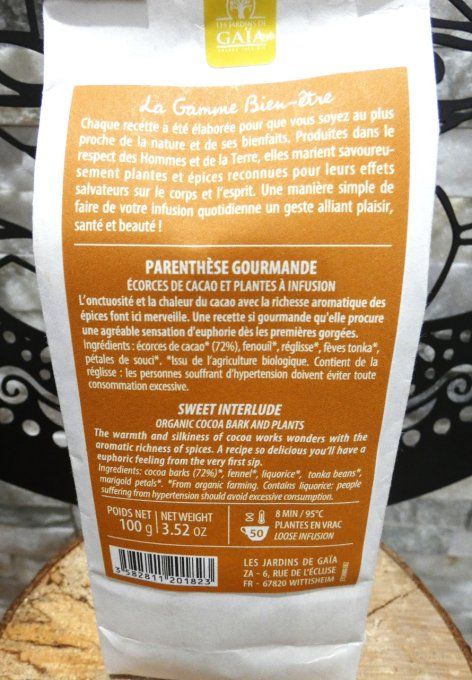 LES JARDINS DE
GAÏA
La Gamme Bien-être
Chaque recette a été élaborée pour que vous soyez au plus
proche de la nature et de ses bienfaits. Produites dans le
respect des Hommes et de la Terre, elles marient savoureu-
sement plantes et épices reconnues pour leurs effets
salvateurs sur le corps et l'esprit. Une manière simple de
faire de votre infusion quotidienne un geste alliant plaisir,
santé et beauté !
PARENTHÈSE GOURMANDE
ÉCORCES DE CACAO ET PLANTES À INFUSION
L'onctuosité et la chaleur du cacao avec la richesse aromatique des
épices font ici merveille. Une recette si gourmande qu'elle procure
une agréable sensation d'euphorie dès les premières gorgées.
Ingrédients : écorces de cacao* (72%), fenouil*, réglisse*, fèves tonka*,
pétales de souci*. *Issu de l'agriculture biologique. Contient de la
réglisse : les personnes souffrant d'hypertension doivent éviter toute
consommation excessive.
SWEET INTERLUDE
ORGANIC COCOA BARK AND PLANTS
The warmth and silkiness of cocoa works wonders with the
aromatic richness of spices. A recipe so delicious you'll have a
euphoric feeling from the very first sip.
Ingredients: cocoa barks (72%)*, fennel*, liquorice*, tonka beans*,
marigold petals*. *From organic farming. Contains liquorice: people
suffering from hypertension should avoid excessive consumption.
POIDS NET | NET WEIGHT
100 g | 3.52 oz
50
8 MIN / 95°C
PLANTES EN VRAC
LOOSE INFUSION
3 582811 201823
LES JARDINS DE GAÏA
ZA - 6, RUE DE L'ÉCLUSE
FR - 67820 WITTISHEIM